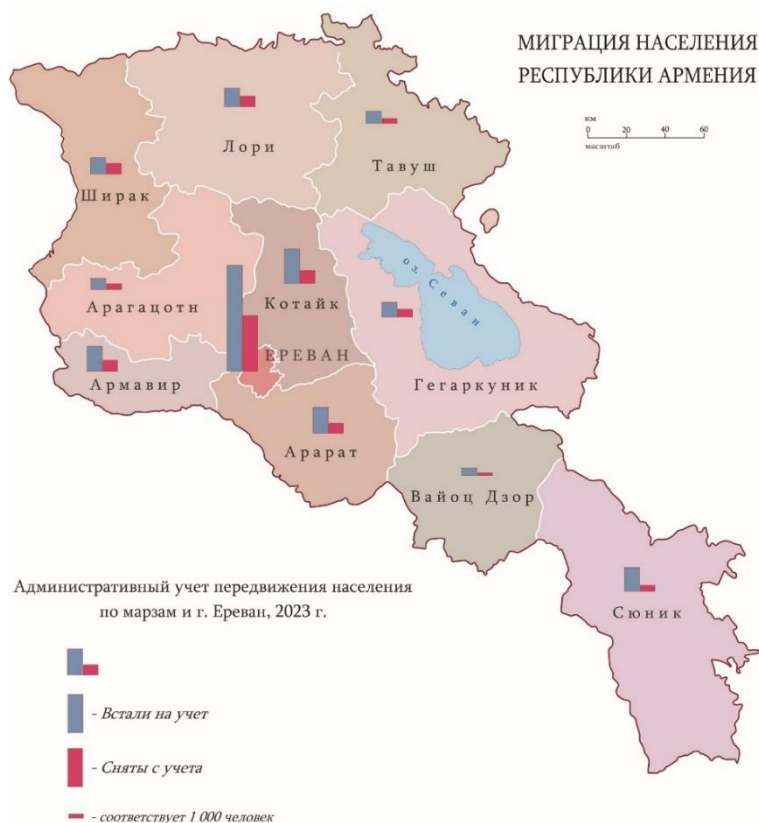 МИГРАЦИЯ НАСЕЛЕНИЯ
РЕСПУБЛИКИ АРМЕНИЯ
км
0 20 40 60
масштаб
Лори
Тавуш
Ширак
оз. Севан
Арагацотн
Котайк
ЕРЕВАН
Армавир
Гегаркуник
Арарат
Вайоц Дзор
Сюник
Административный учет передвижения населения
по марзам и г. Ереван, 2023 г.
- Встали на учет
- Сняты с учета
- соответствует 1 000 человек